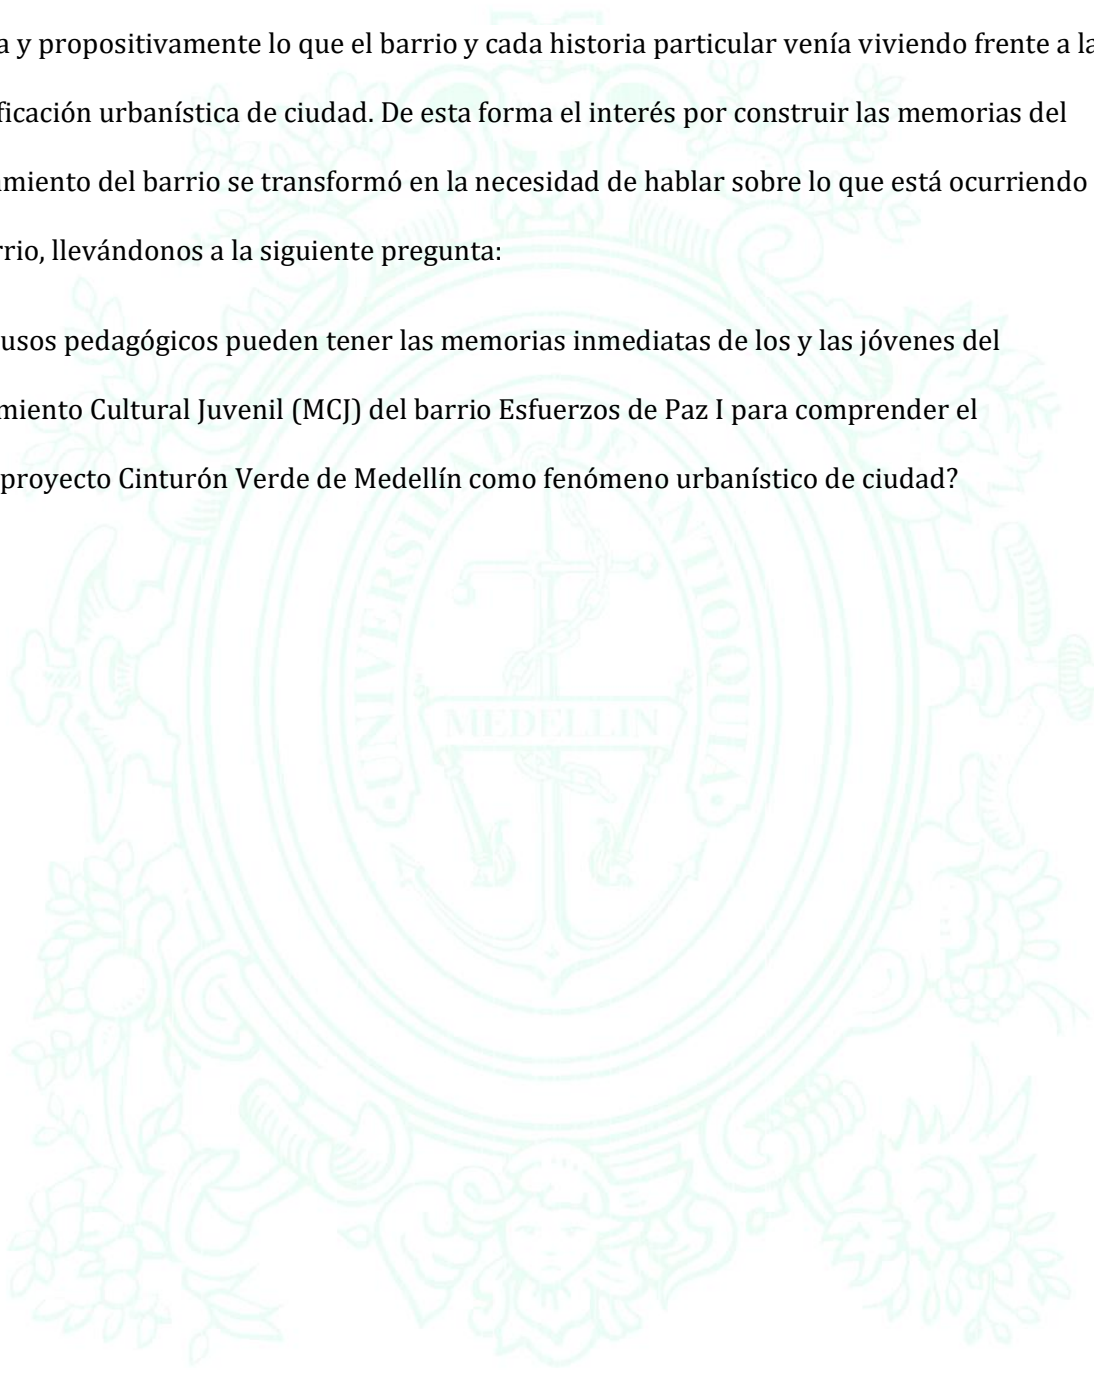 a y propositivamente lo que el barrio y cada historia particular venía viviendo frente a la
ficación urbanística de ciudad. De esta forma el interés por construir las memorias del
miento del barrio se transformó en la necesidad de hablar sobre lo que está ocurriendo
rrio, llevándonos a la siguiente pregunta:
usos pedagógicos pueden tener las memorias inmediatas de los y las jóvenes del
miento Cultural Juvenil (MCJ) del barrio Esfuerzos de Paz I para comprender el
proyecto Cinturón Verde de Medellín como fenómeno urbanístico de ciudad?
UNIVERSIDAD DE ANTIOQUIA
MEDELLIN